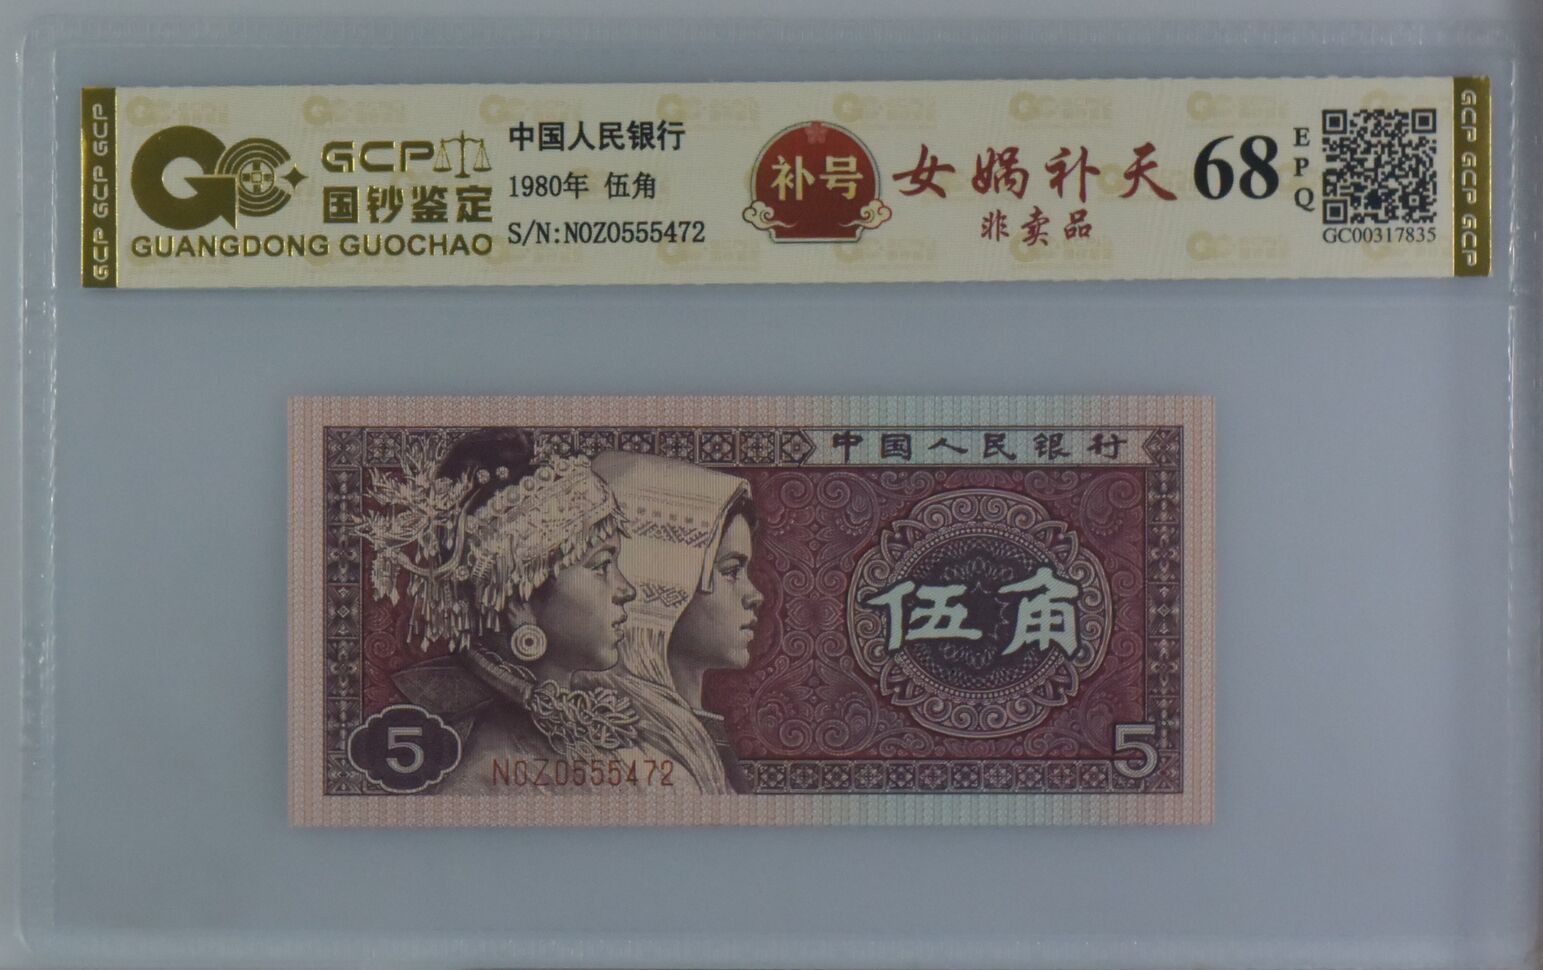 GCP
国钞鉴定
GUANGDONG GUOCHAO
中国人民银行
1980年 伍角
S/N:NOZ0555472
补号
女娲补天
非卖品
68
EPQ
GC00317835
GCP GCP GCP
GCP GCP GCP
中国人民银行
伍角
5
NOZ0555472
5